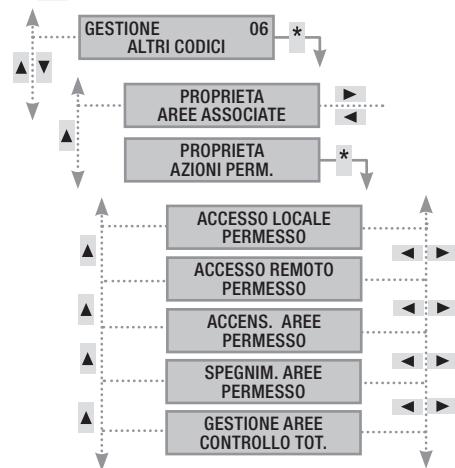 GESTIONE 06
ALTRI CODICI
*
PROPRIETA
AREE ASSOCIATE
PROPRIETA
AZIONI PERM.
*
ACCESSO LOCALE
PERMESSO
ACCESSO REMOTO
PERMESSO
ACCENS. AREE
PERMESSO
SPEGNIM. AREE
PERMESSO
GESTIONE AREE
CONTROLLO TOT.